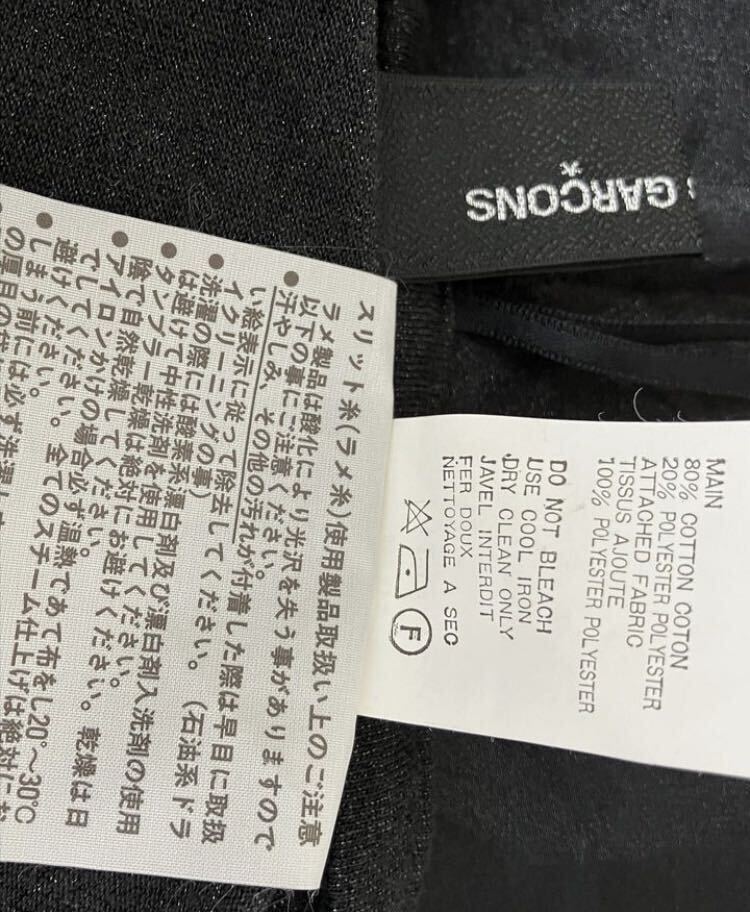 GARÇONS
スリット糸(ラメ糸)使用製品取扱い上のご注意
ラメ製品は酸化により光沢を失う事がありますので
以下の事にご注意ください。
● 汗やしみ、その他の汚れが付着した際は早目に取扱
い絵表示に従って除去してください。(石油系ドラ
イクリーニングの事)
● 洗濯の際には酸素系漂白剤及び漂白剤入洗剤の使用
は避けて中性洗剤を使用してください。
● タンブラー乾燥は絶対にお避けください。乾燥は日
陰で自然乾燥してください。
● アイロンかけの場合必ず温熱であて布をし20°~30°C
でしてください。全てのスチーム仕上げは絶対にお
避けください。
● しまう前には必ず洗濯し
MAIN
80% COTTON COTON
20% POLYESTER POLYESTER
ATTACHED FABRIC
TISSUS AJOUTE
100% POLYESTER POLYESTER
DO NOT BLEACH
USE COOL IRON
DRY CLEAN ONLY
JAVEL INTERDIT
FER DOUX
NETTOYAGE A SEC
F